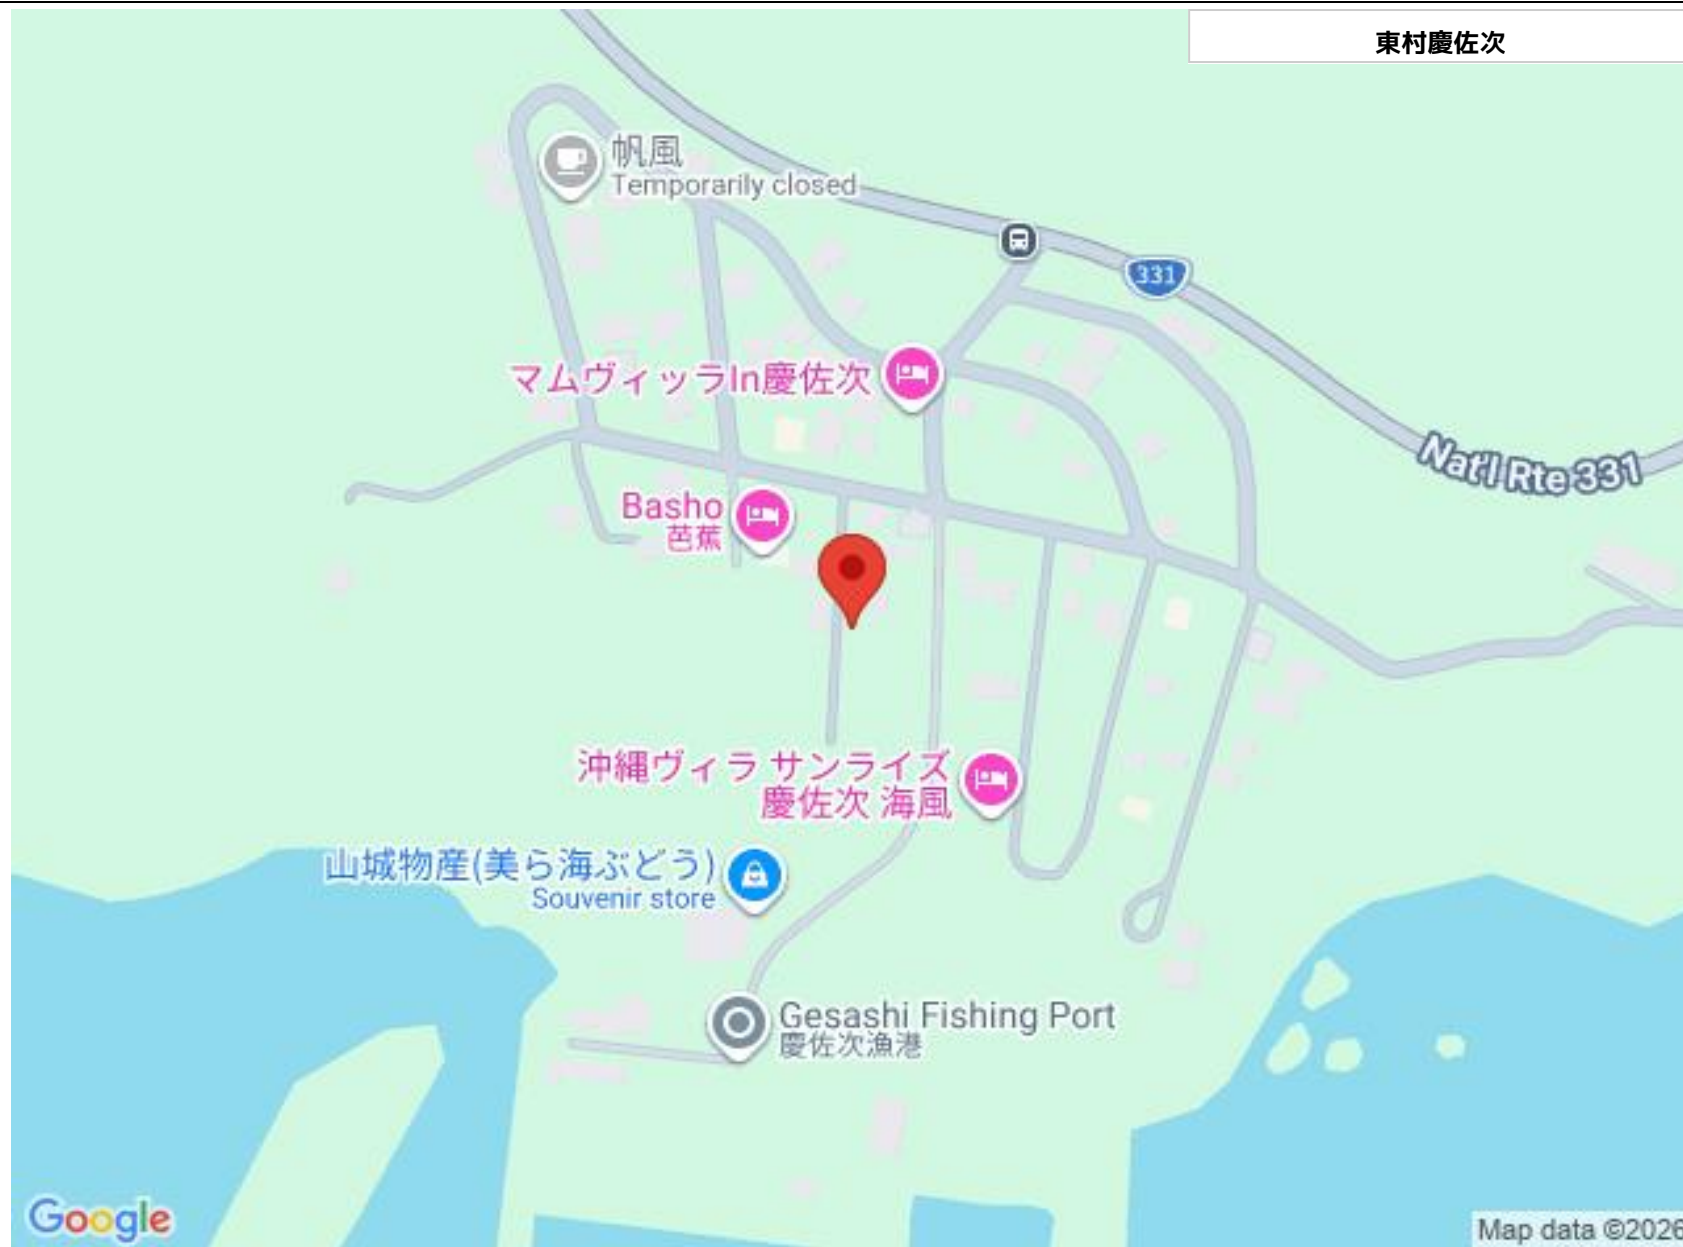 東村慶佐次
帆風
Temporarily closed
331
マムヴィッラIn慶佐次
Nat'l Rte 331
Basho
芭蕉
沖縄ヴィラ サンライズ
慶佐次 海風
山城物産(美ら海ぶどう)
Souvenir store
Gesashi Fishing Port
慶佐次漁港
Google
Map data ©2026